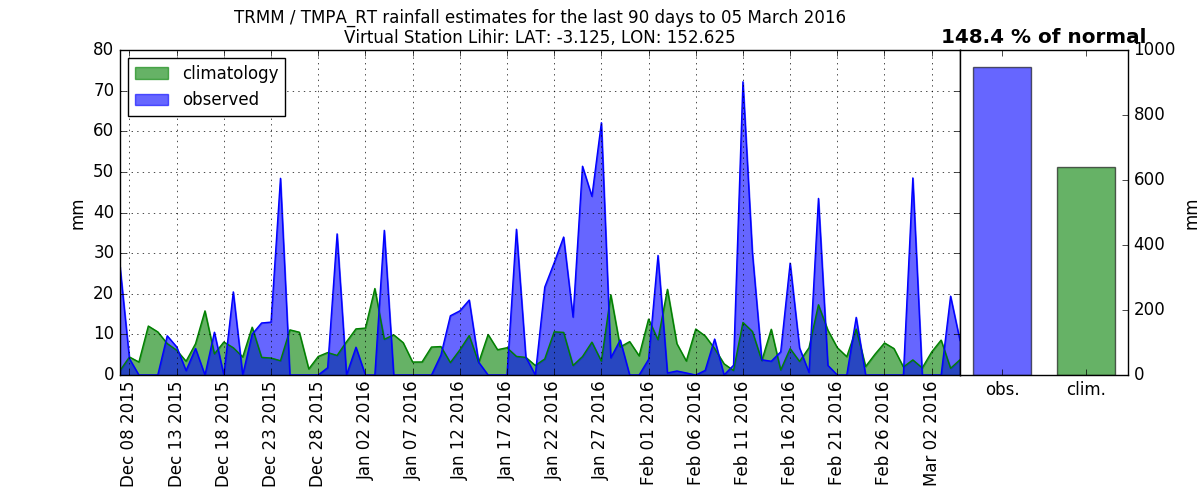 TRMM / TMPA_RT rainfall estimates for the last 90 days to 05 March 2016
Virtual Station Lihir: LAT: -3.125, LON: 152.625
148.4 % of normal
climatology
observed
mm
80
70
60
50
40
30
20
10
0
Dec 08 2015
Dec 13 2015
Dec 18 2015
Dec 23 2015
Dec 28 2015
Jan 02 2016
Jan 07 2016
Jan 12 2016
Jan 17 2016
Jan 22 2016
Jan 27 2016
Feb 01 2016
Feb 06 2016
Feb 11 2016
Feb 16 2016
Feb 21 2016
Feb 26 2016
Mar 02 2016
1000
800
600
400
200
0
mm
obs.
clim.